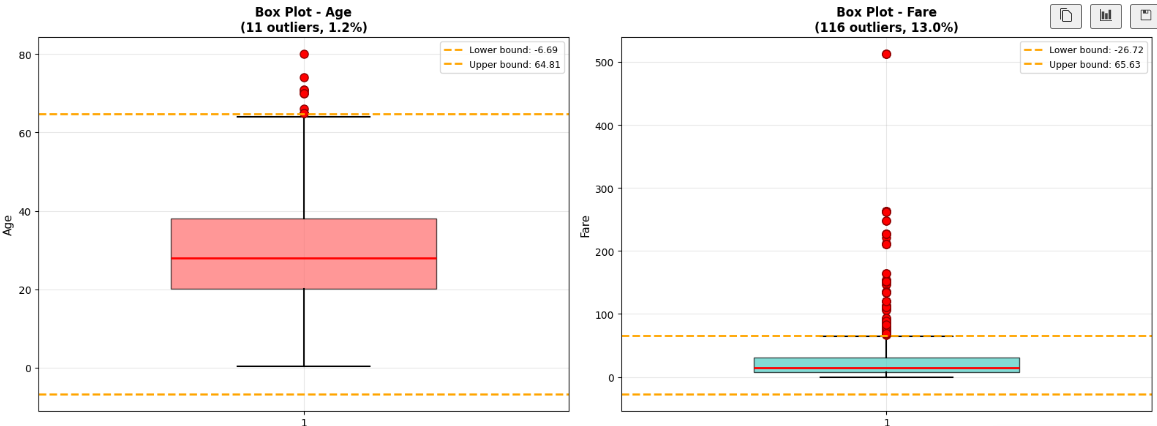 Box Plot - Age
(11 outliers, 1.2%)
Lower bound: -6.69
Upper bound: 64.81
80
60
40
20
0
Age
1
Box Plot - Fare
(116 outliers, 13.0%)
Lower bound: -26.72
Upper bound: 65.63
500
400
300
200
100
0
Fare
1